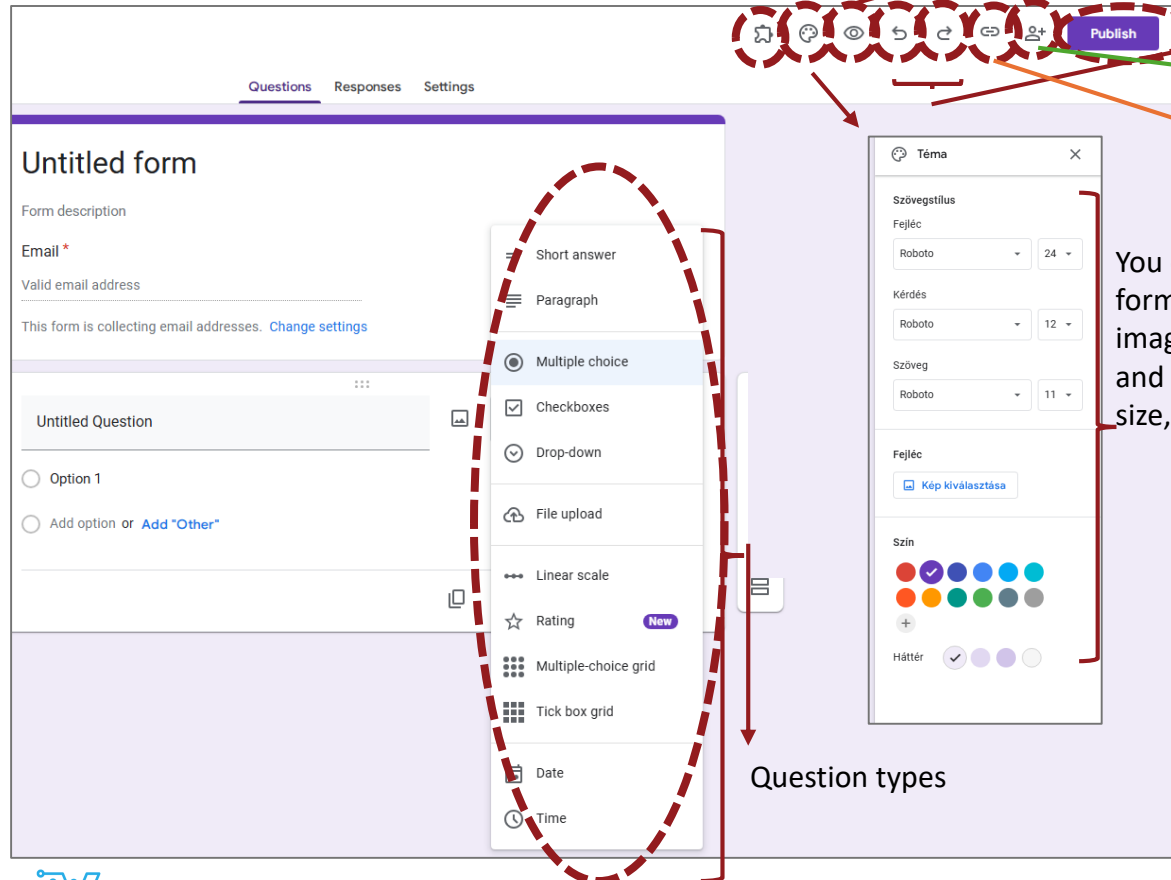 Publish
Questions Responses Settings
Untitled form
Form description
Email *
Valid email address
This form is collecting email addresses. Change settings
Untitled Question
Option 1
Add option or Add "Other"
Short answer
Paragraph
Multiple choice
Checkboxes
Drop-down
File upload
Linear scale
Rating New
Multiple-choice grid
Tick box grid
Date
Time
Question types
Téma
Szövegstílus
Fejléc
Roboto 24
Kérdés
Roboto 12
Szöveg
Roboto 11
Fejléc
Kép kiválasztása
Szín
Háttér
You
and
size,